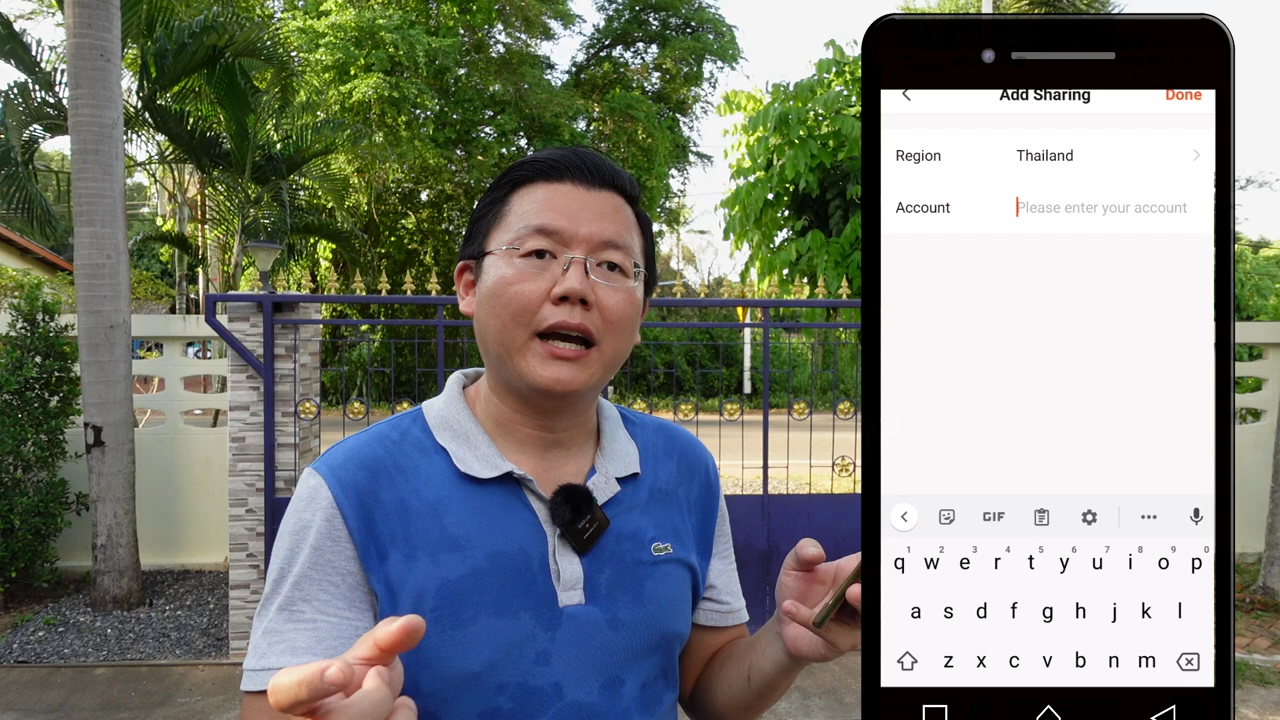 Add Sharing Done
Region Thailand
Account Please enter your account
GIF
1 2 3 4 5 6 7 8 9 0
q w e r t y u i o p
a s d f g h j k l
z x c v b n m